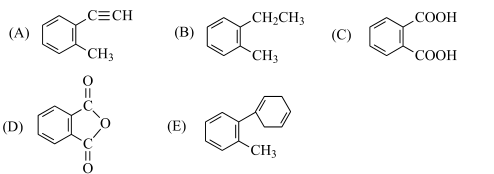 (A) C≡CH CH₃
(B) CH₂CH₃ CH₃
(C) COOH COOH
(D) O C O C O
(E) CH₃